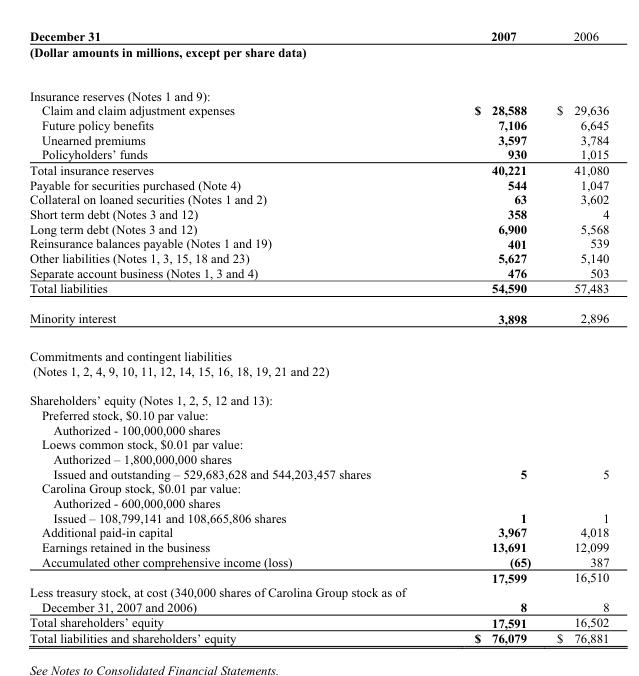 December 31 2007 2006
(Dollar amounts in millions, except per share data)
Insurance reserves (Notes 1 and 9):
Claim and claim adjustment expenses $ 28,588 $ 29,636
Future policy benefits 7,106 6,645
Unearned premiums 3,597 3,784
Policyholders’ funds 930 1,015
Total insurance reserves 40,221 41,080
Payable for securities purchased (Note 4) 544 1,047
Collateral on loaned securities (Notes 1 and 2) 63 3,602
Short term debt (Notes 3 and 12) 358 4
Long term debt (Notes 3 and 12) 6,900 5,568
Reinsurance balances payable (Notes 1 and 19) 401 539
Other liabilities (Notes 1, 3, 15, 18 and 23) 5,627 5,140
Separate account business (Notes 1, 3 and 4) 476 503
Total liabilities 54,590 57,483
Minority interest 3,898 2,896
Commitments and contingent liabilities
(Notes 1, 2, 4, 9, 10, 11, 12, 14, 15, 16, 18, 19, 21 and 22)
Shareholders’ equity (Notes 1, 2, 5, 12 and 13):
Preferred stock, $0.10 par value:
Authorized - 100,000,000 shares
Loews common stock, $0.01 par value:
Authorized – 1,800,000,000 shares
Issued and outstanding – 529,683,628 and 544,203,457 shares 5 5
Carolina Group stock, $0.01 par value:
Authorized - 600,000,000 shares
Issued – 108,799,141 and 108,665,806 shares 1 1
Additional paid-in capital 3,967 4,018
Earnings retained in the business 13,691 12,099
Accumulated other comprehensive income (loss) (65) 387
17,599 16,510
Less treasury stock, at cost (340,000 shares of Carolina Group stock as of
December 31, 2007 and 2006) 8 8
Total shareholders’ equity 17,591 16,502
Total liabilities and shareholders’ equity $ 76,079 $ 76,881
See Notes to Consolidated Financial Statements.